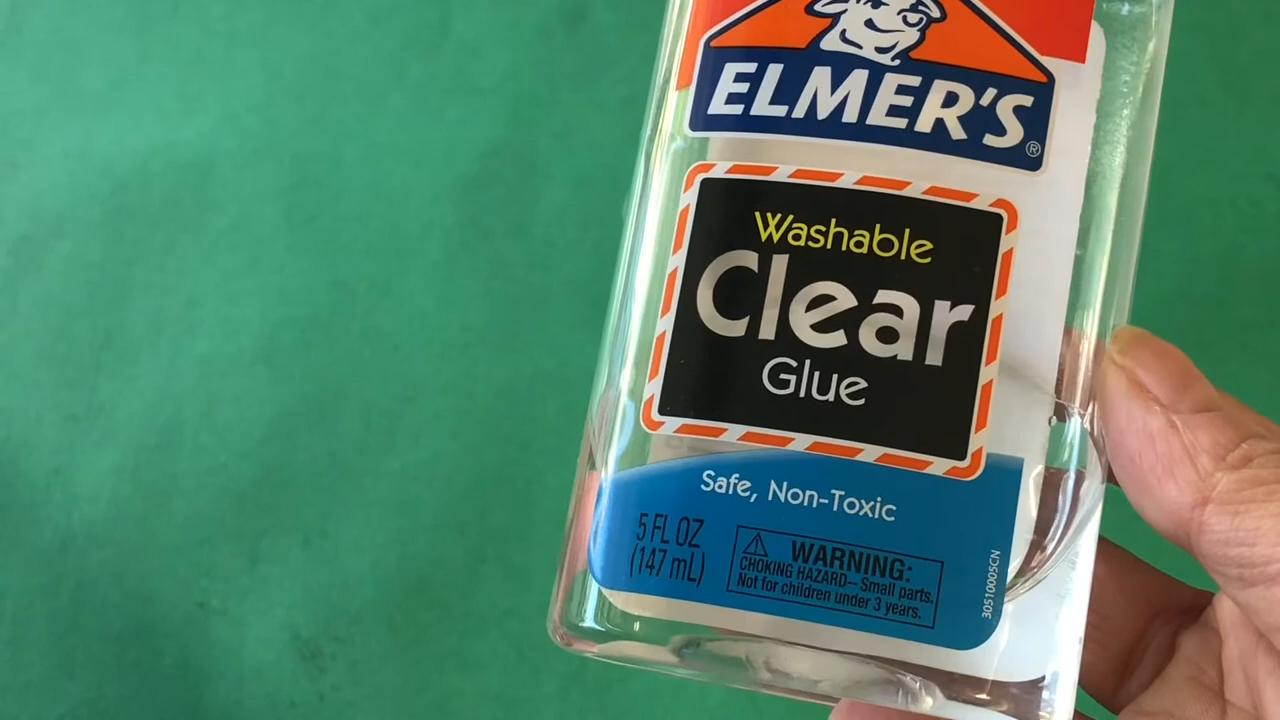 ELMER'S®
Washable
Clear
Glue
Safe, Non-Toxic
5 FL OZ
(147 mL)
WARNING:
CHOKING HAZARD—Small parts.
Not for children under 3 years.
30510005CN